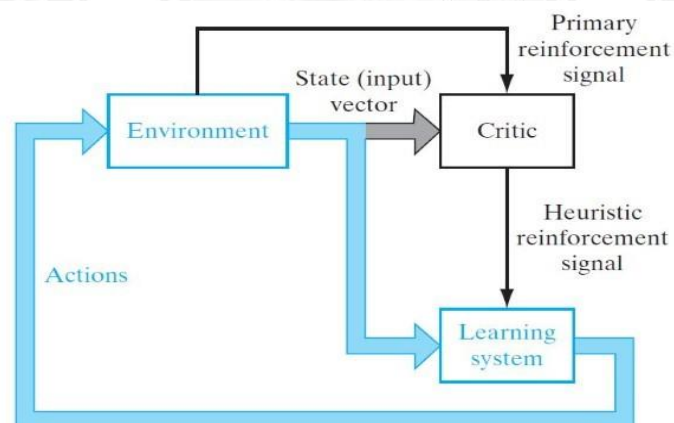 Primary
reinforcement
signal
State (input)
vector
Environment
Critic
Heuristic
reinforcement
signal
Actions
Learning
system